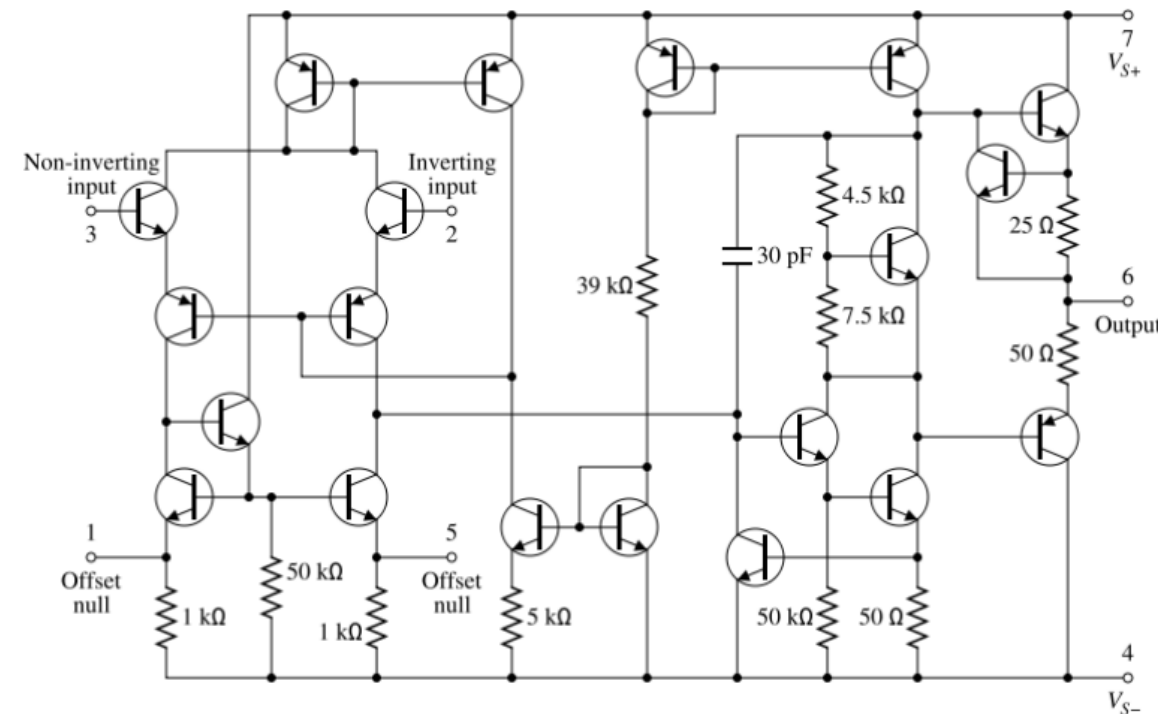 7
V_{S+}
Non-inverting
input
3
Inverting
input
2
4.5 kΩ
25 Ω
30 pF
39 kΩ
7.5 kΩ
6
Output
50 Ω
1
Offset
null
5
Offset
null
50 kΩ
1 kΩ
1 kΩ
5 kΩ
50 kΩ
50 Ω
4
V_{S−}